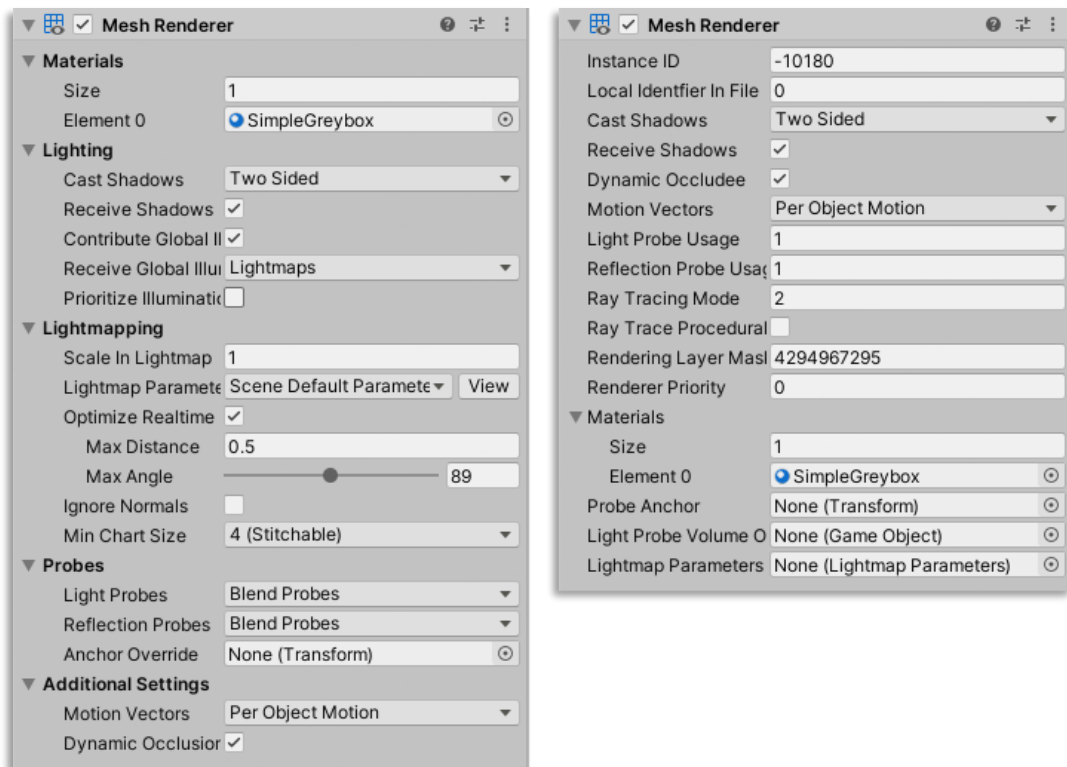 Mesh Renderer
Materials
Size 1
Element 0 SimpleGreybox
Lighting
Cast Shadows Two Sided
Receive Shadows
Contribute Global Il
Receive Global Illui Lightmaps
Prioritize Illuminatic
Lightmapping
Scale In Lightmap 1
Lightmap Paramete Scene Default Paramete View
Optimize Realtime
Max Distance 0.5
Max Angle 89
Ignore Normals
Min Chart Size 4 (Stitchable)
Probes
Light Probes Blend Probes
Reflection Probes Blend Probes
Anchor Override None (Transform)
Additional Settings
Motion Vectors Per Object Motion
Dynamic Occlusior
Mesh Renderer
Instance ID -10180
Local Identfier In File 0
Cast Shadows Two Sided
Receive Shadows
Dynamic Occludee
Motion Vectors Per Object Motion
Light Probe Usage 1
Reflection Probe Usag 1
Ray Tracing Mode 2
Ray Trace Procedural
Rendering Layer Masl 4294967295
Renderer Priority 0
Materials
Size 1
Element 0 SimpleGreybox
Probe Anchor None (Transform)
Light Probe Volume O None (Game Object)
Lightmap Parameters None (Lightmap Parameters)